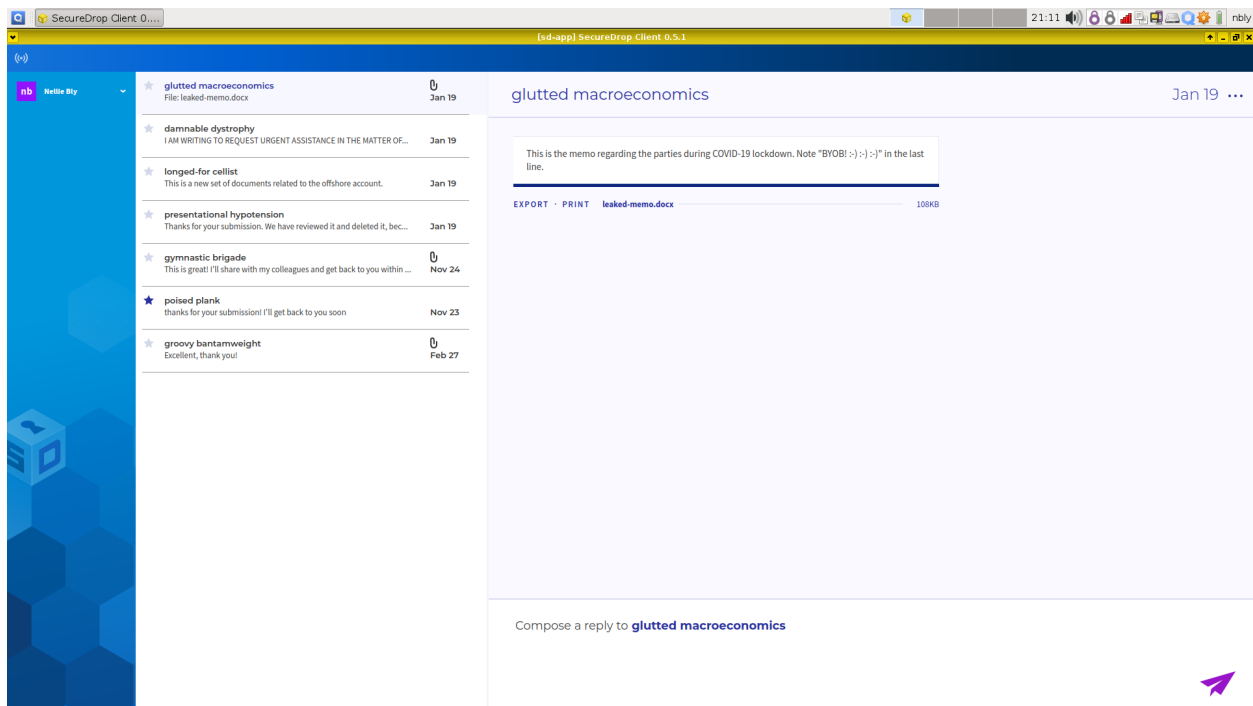 SecureDrop Client 0....
21:11
nbly
[sd-app] SecureDrop Client 0.5.1
nb
Nellie Bly
glutted macroeconomics
File: leaked-memo.docx
Jan 19
damnable dystrophy
I AM WRITING TO REQUEST URGENT ASSISTANCE IN THE MATTER OF...
Jan 19
longed-for cellist
This is a new set of documents related to the offshore account.
Jan 19
presentational hypotension
Thanks for your submission. We have reviewed it and deleted it, bec...
Jan 19
gymnastic brigade
This is great! I'll share with my colleagues and get back to you within ...
Nov 24
poised plank
thanks for your submission! I'll get back to you soon
Nov 23
groovy bantamweight
Excellent, thank you!
Feb 27
SD
glutted macroeconomics
Jan 19
This is the memo regarding the parties during COVID-19 lockdown. Note "BYOB! :-) :-) :-)" in the last
line.
EXPORT · PRINT leaked-memo.docx 108KB
Compose a reply to glutted macroeconomics